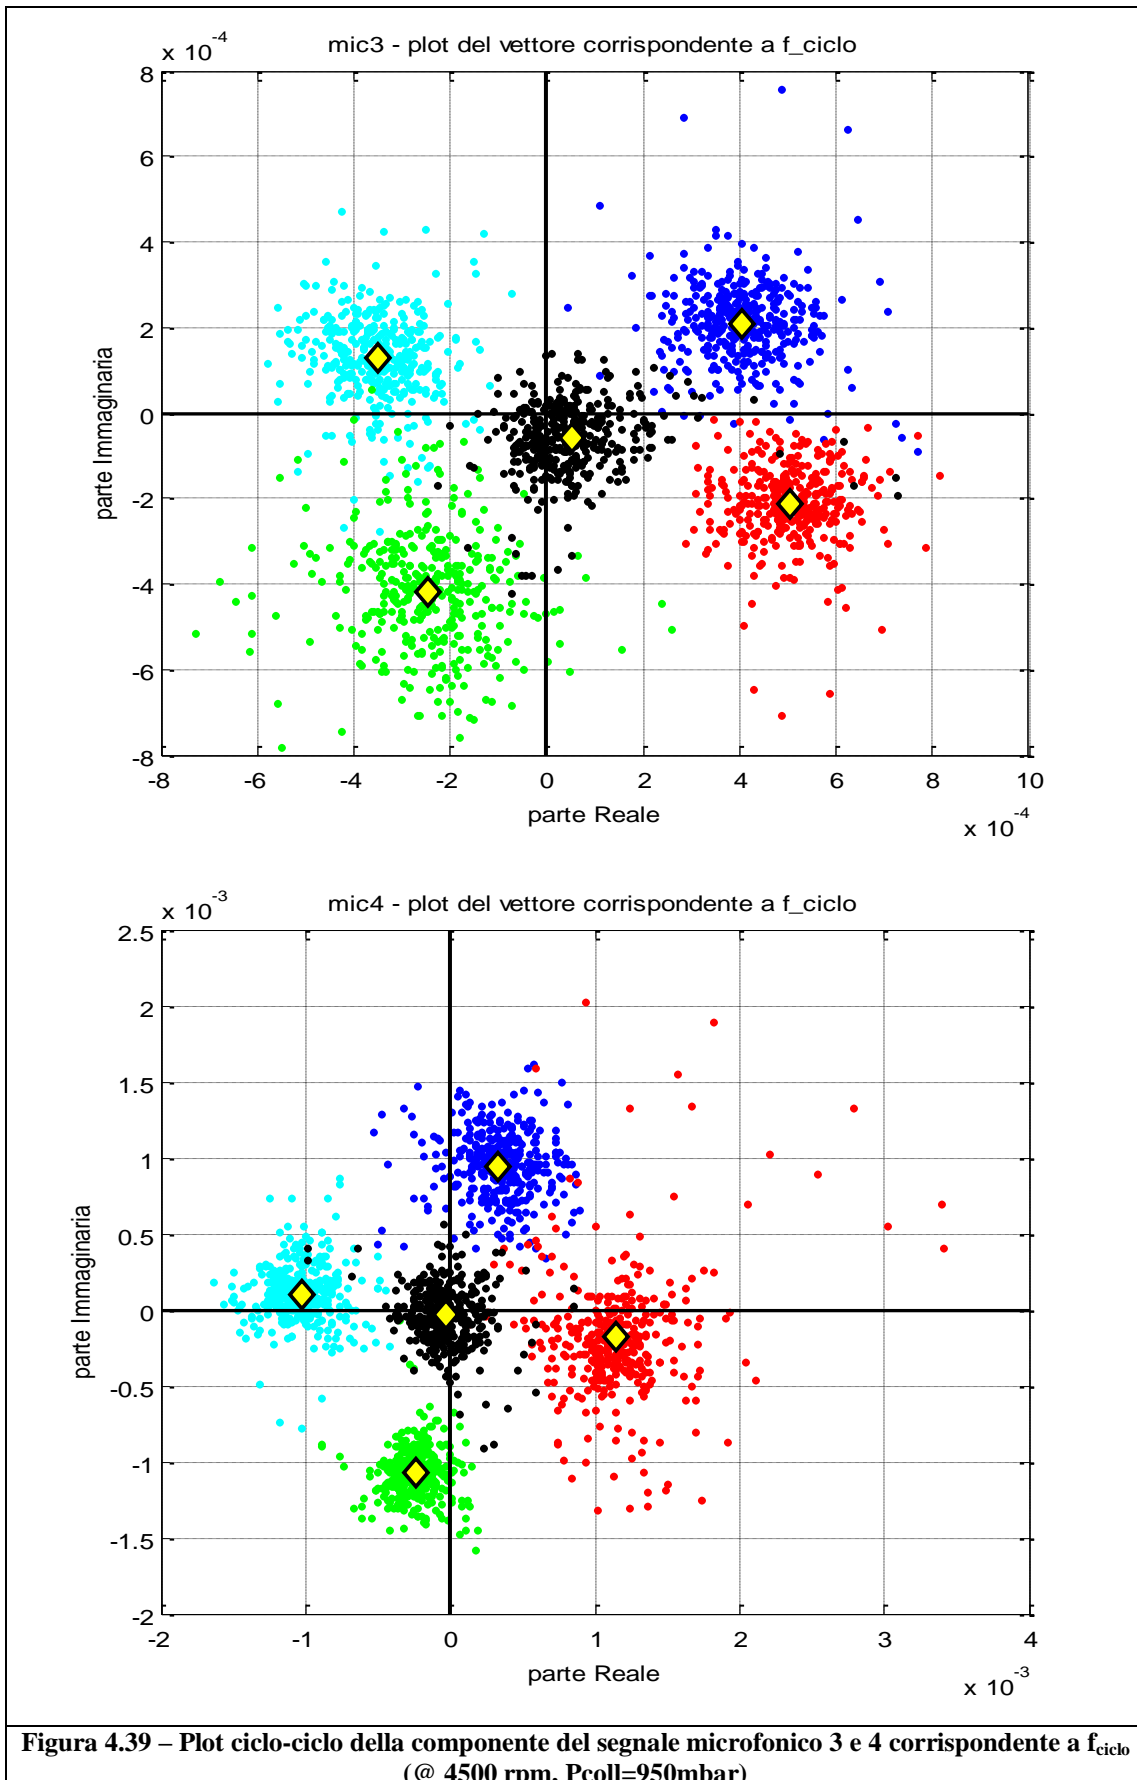 x 10^-4
mic3 - plot del vettore corrispondente a f_ciclo
8
6
4
2
0
-2
-4
-6
-8
parte Immaginaria
-8 -6 -4 -2 0 2 4 6 8 10
parte Reale
x 10^-4
x 10^-3
mic4 - plot del vettore corrispondente a f_ciclo
2.5
2
1.5
1
0.5
0
-0.5
-1
-1.5
-2
parte Immaginaria
-2 -1 0 1 2 3 4
parte Reale
x 10^-3
Figura 4.39 – Plot ciclo-ciclo della componente del segnale microfonico 3 e 4 corrispondente a f_ciclo
(@ 4500 rpm, Pcoll=950mbar)